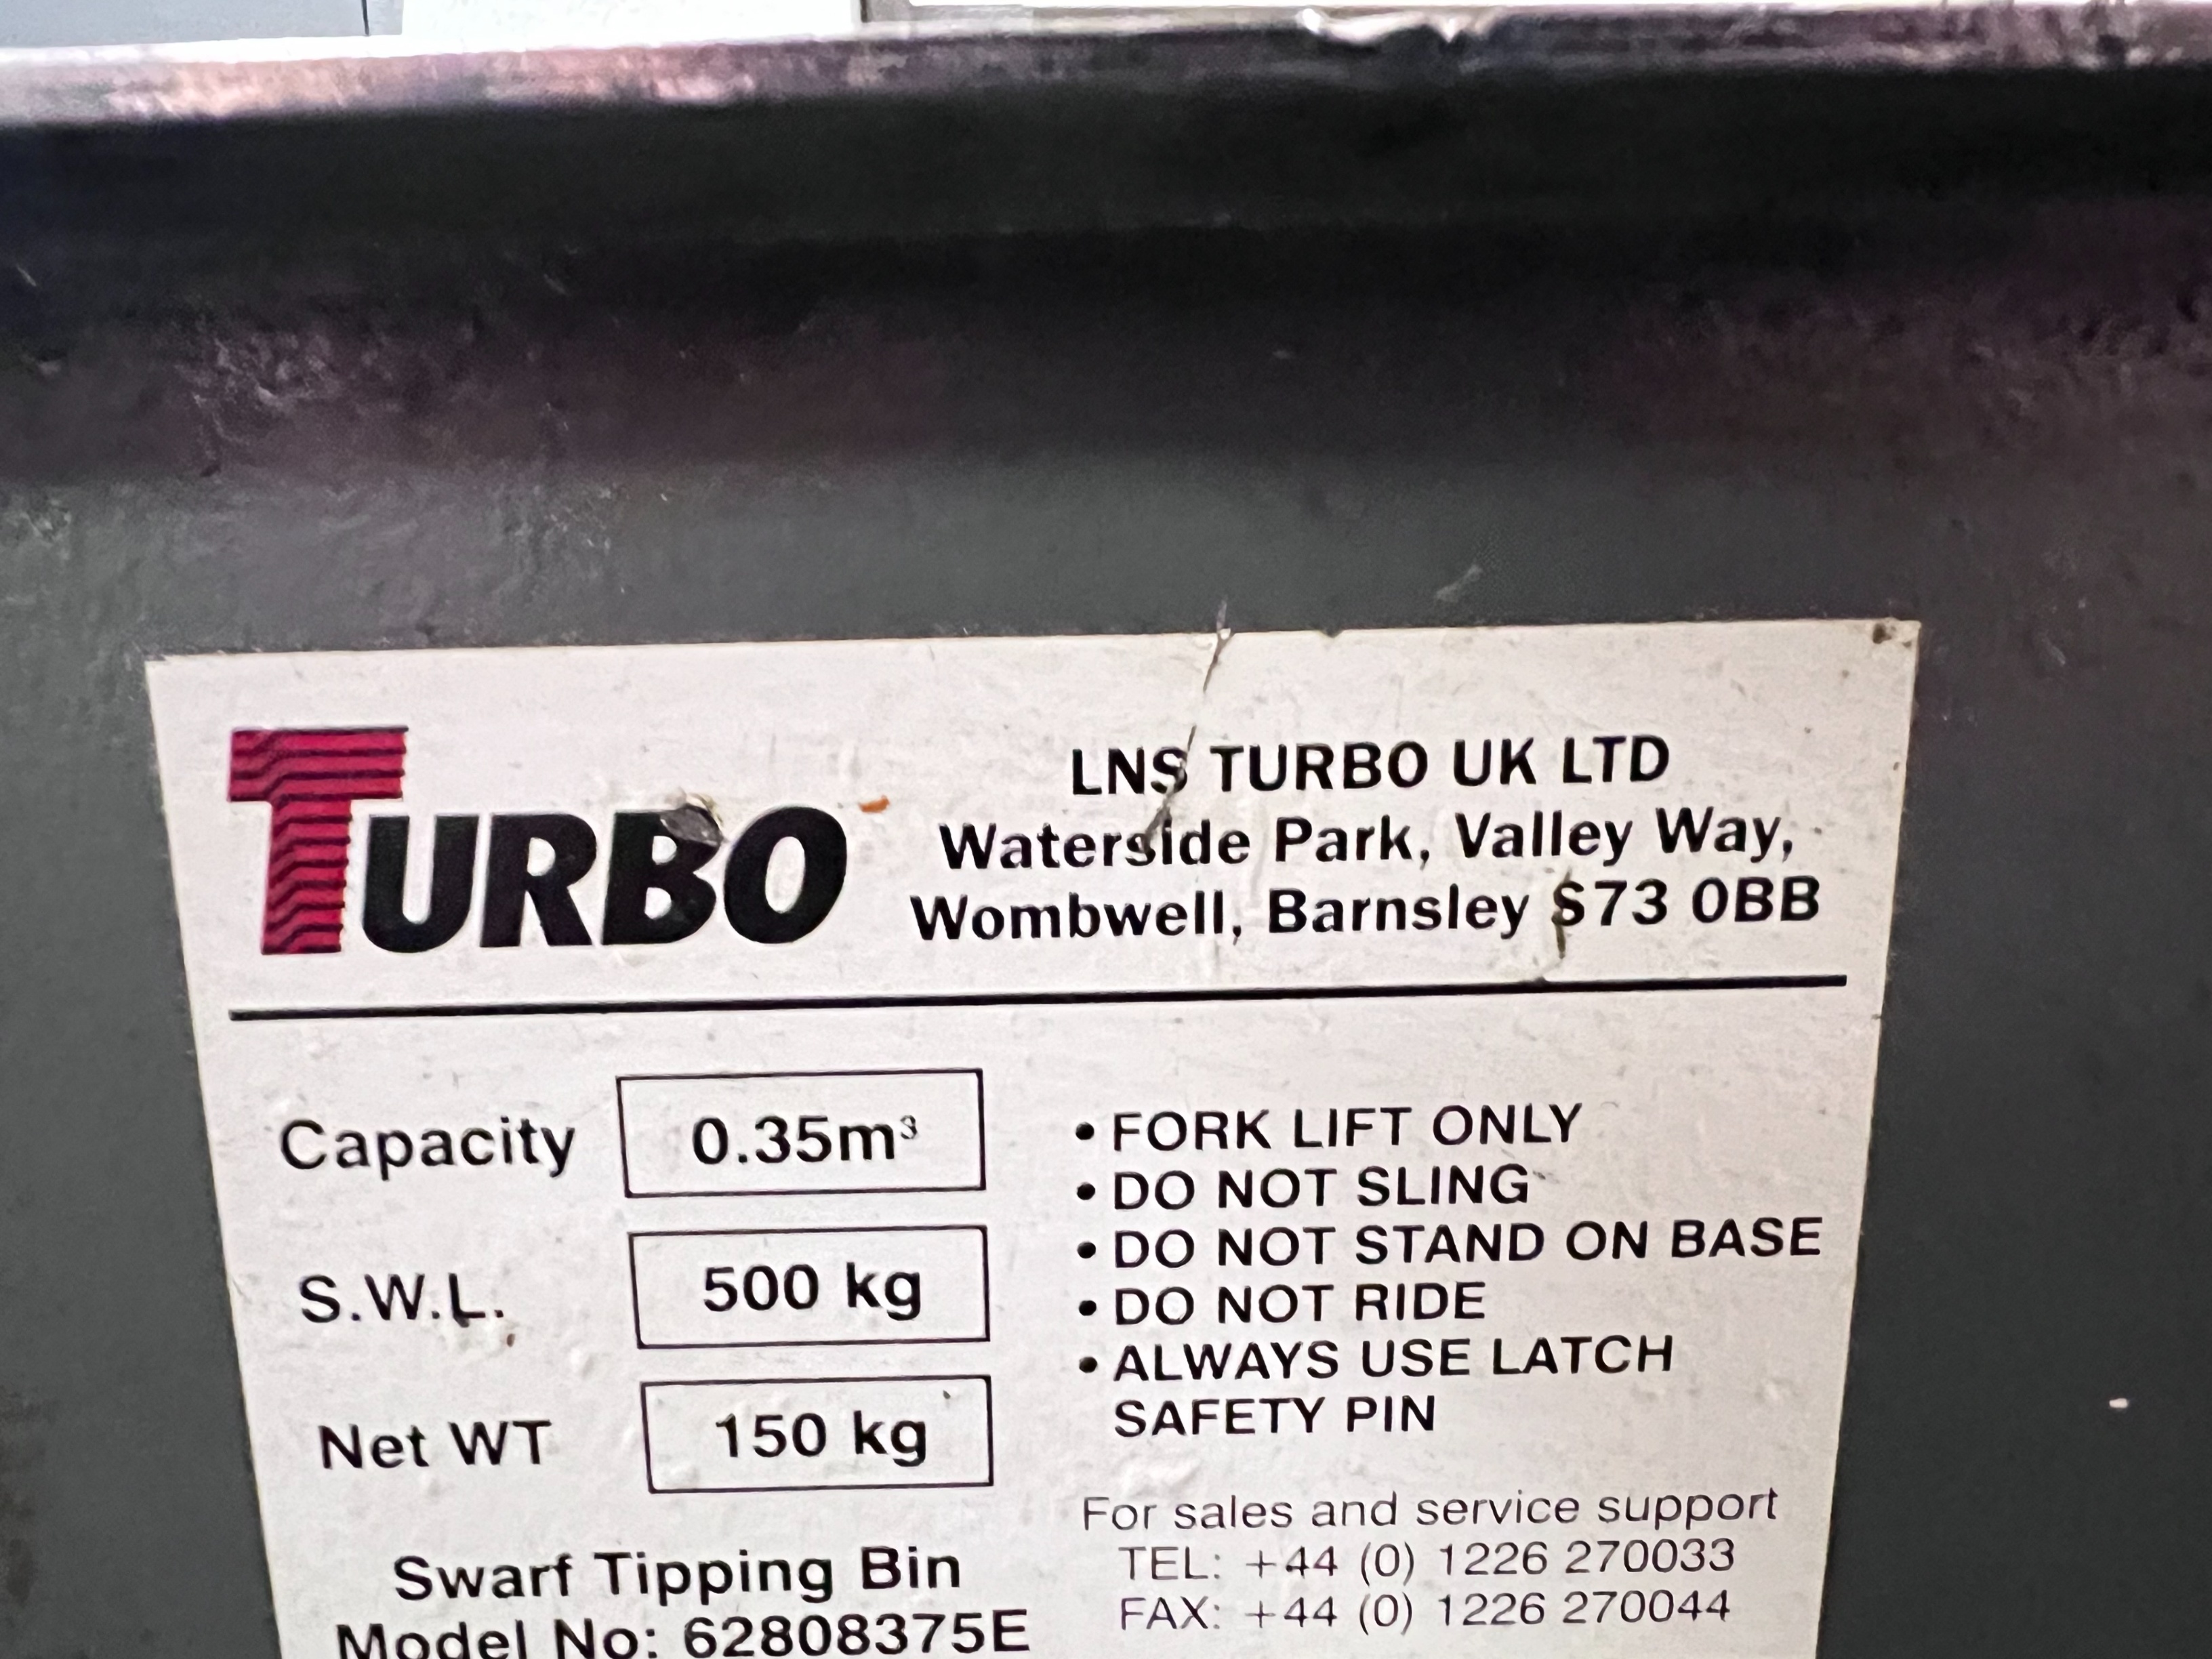 TURBO
LNS TURBO UK LTD
Waterside Park, Valley Way,
Wombwell, Barnsley S73 0BB
Capacity 0.35m³
S.W.L. 500 kg
Net WT 150 kg
Swarf Tipping Bin
Model No: 62808375E
• FORK LIFT ONLY
• DO NOT SLING
• DO NOT STAND ON BASE
• DO NOT RIDE
• ALWAYS USE LATCH
SAFETY PIN
For sales and service support
TEL: +44 (0) 1226 270033
FAX: +44 (0) 1226 270044